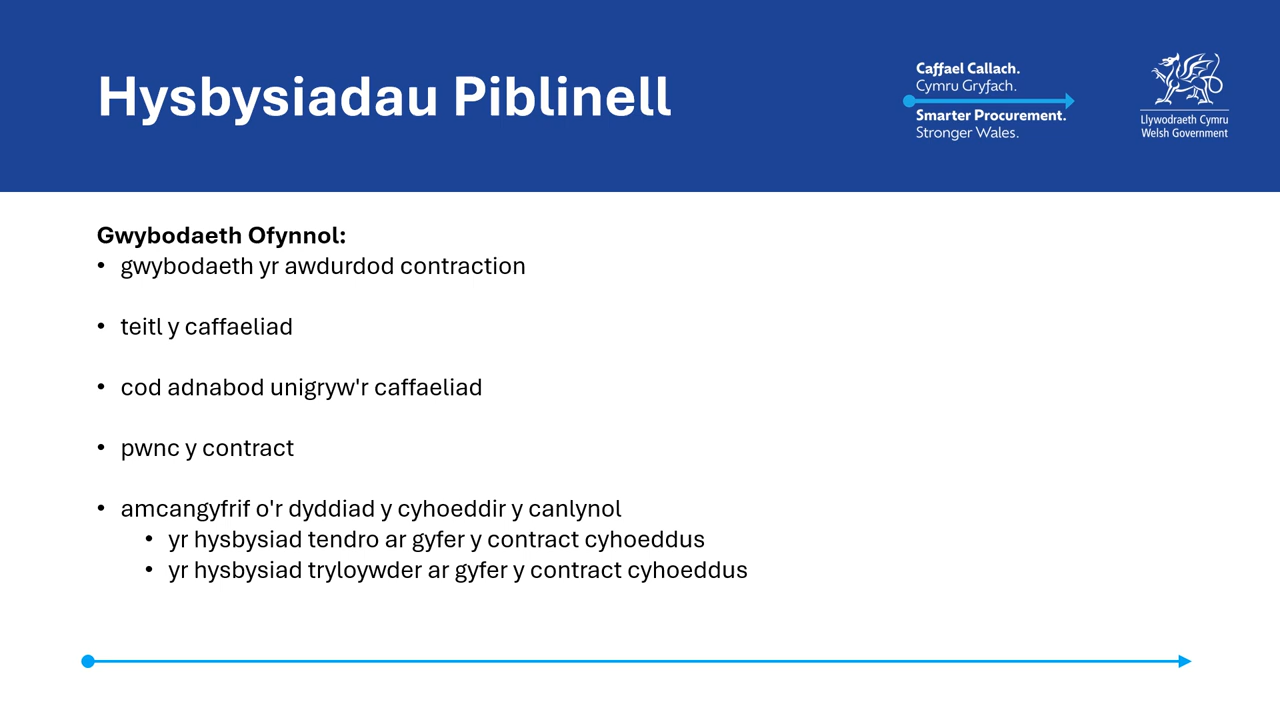 Hysbysiadau Piblinell
Caffael Callach.
Cymru Gryfach.
Smarter Procurement.
Stronger Wales.
Llywodraeth Cymru
Welsh Government
Gwybodaeth Ofynnol:
• gwybodaeth yr awdurdod contraction
• teitl y caffaeliad
• cod adnabod unigryw'r caffaeliad
• pwnc y contract
• amcangyfrif o'r dyddiad y cyhoeddir y canlynol
• yr hysbysiad tendro ar gyfer y contract cyhoeddus
• yr hysbysiad tryloywder ar gyfer y contract cyhoeddus